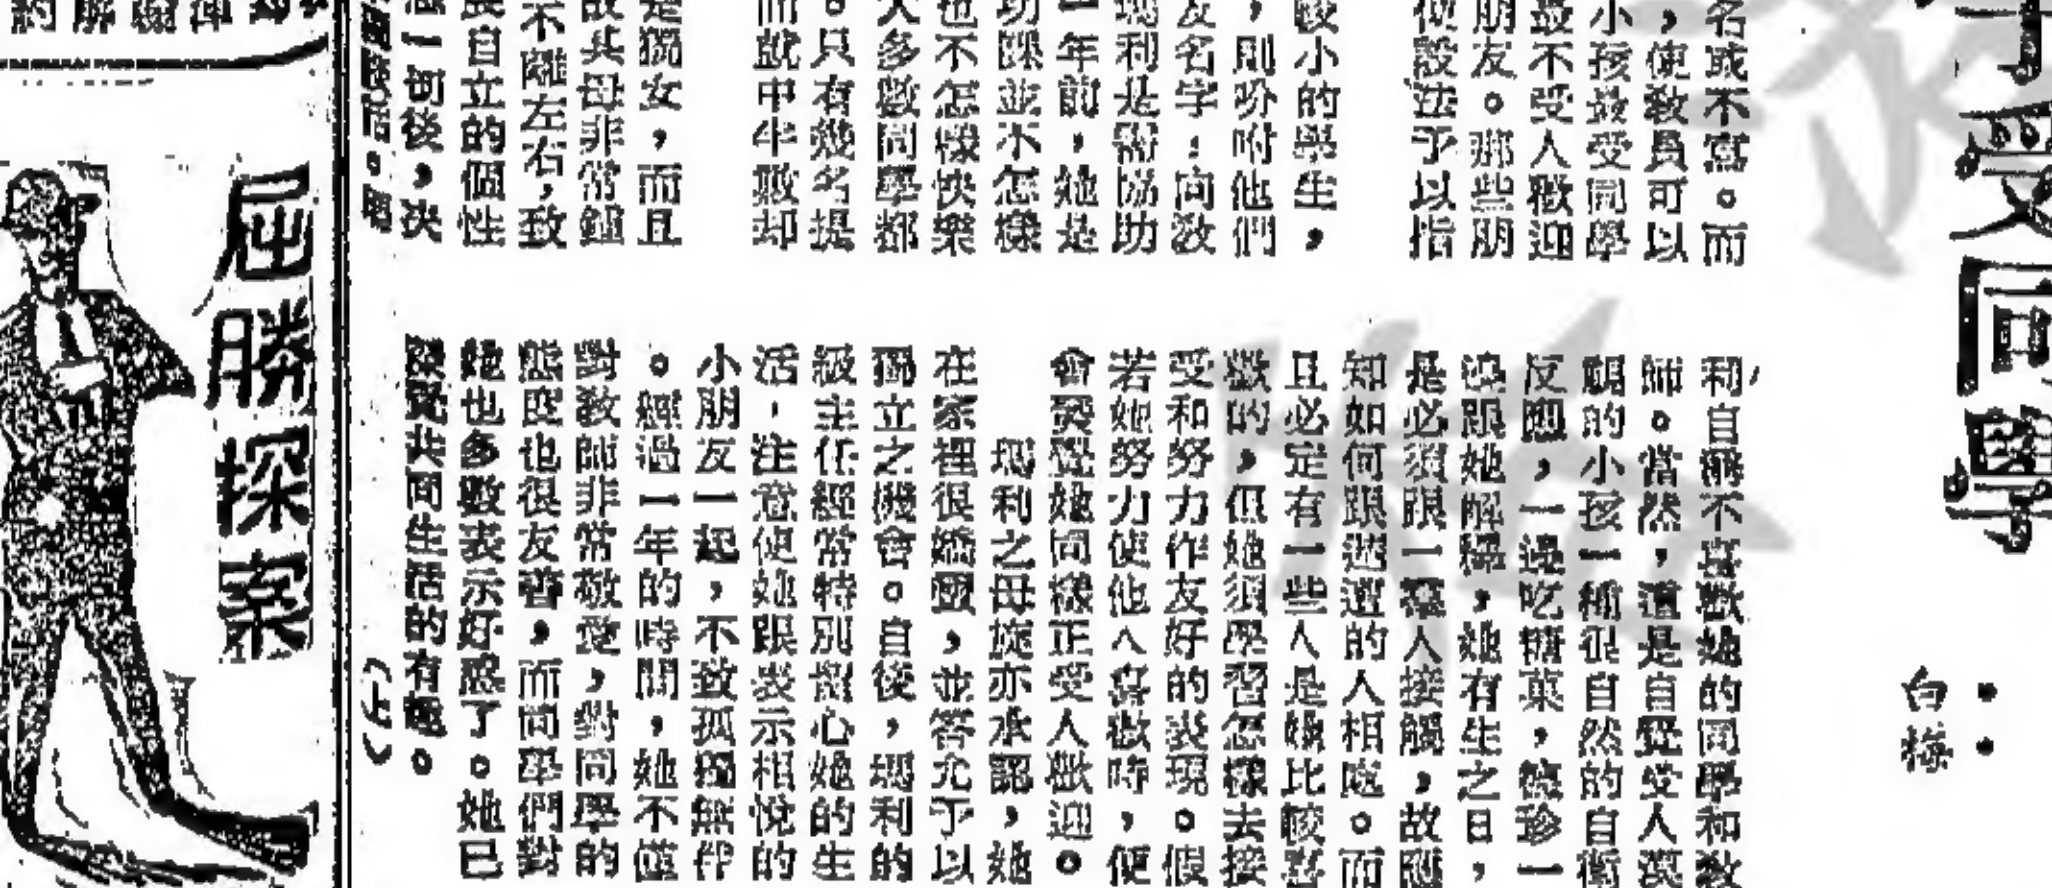 受同學
白梅
名或不寫。而
，使教員可以
小孩最受同學
最不受人歡迎
朋友。那些朋
便設法予以指
較小的學生，
，則吩咐他們
友名字，向教
瑪利是需協助
一年前，她是
功課並不怎樣
也不怎樣快樂
大多數同學都
。只有幾名提
而就中半數却
是獨女，而且
故其母非常鍾
不離左右，致
長自立的個性
一切後，決
利自稱不喜歡她的同學和教
師。當然，這是自覺受人漠
視的小孩一種很自然的自衛
反應，一邊吃糖菓，德珍一
邊跟她解釋，她有生之日，
是必須跟一羣人接觸，故應
知如何跟遴選的人相處。而
且必定有一些人是她比較喜
歡的，但她須學習怎樣去接
受和努力作友好的表現。假
若她努力使他人喜歡時，便
會發覺她同樣正受人歡迎。
瑪利之母旋亦承認，她
在家裡很嬌寵，並答允予以
獨立之機會。自後，瑪利的
級主任經常特別留心她的生
活，注意使她跟表示相悅的
小朋友一起，不致孤獨無伴
。經過一年的時間，她不僅
對教師非常敬愛，對同學的
態度也很友善，而同學們對
她也多數表示好感了。她已
深覺共同生活的有趣。
屈勝探案